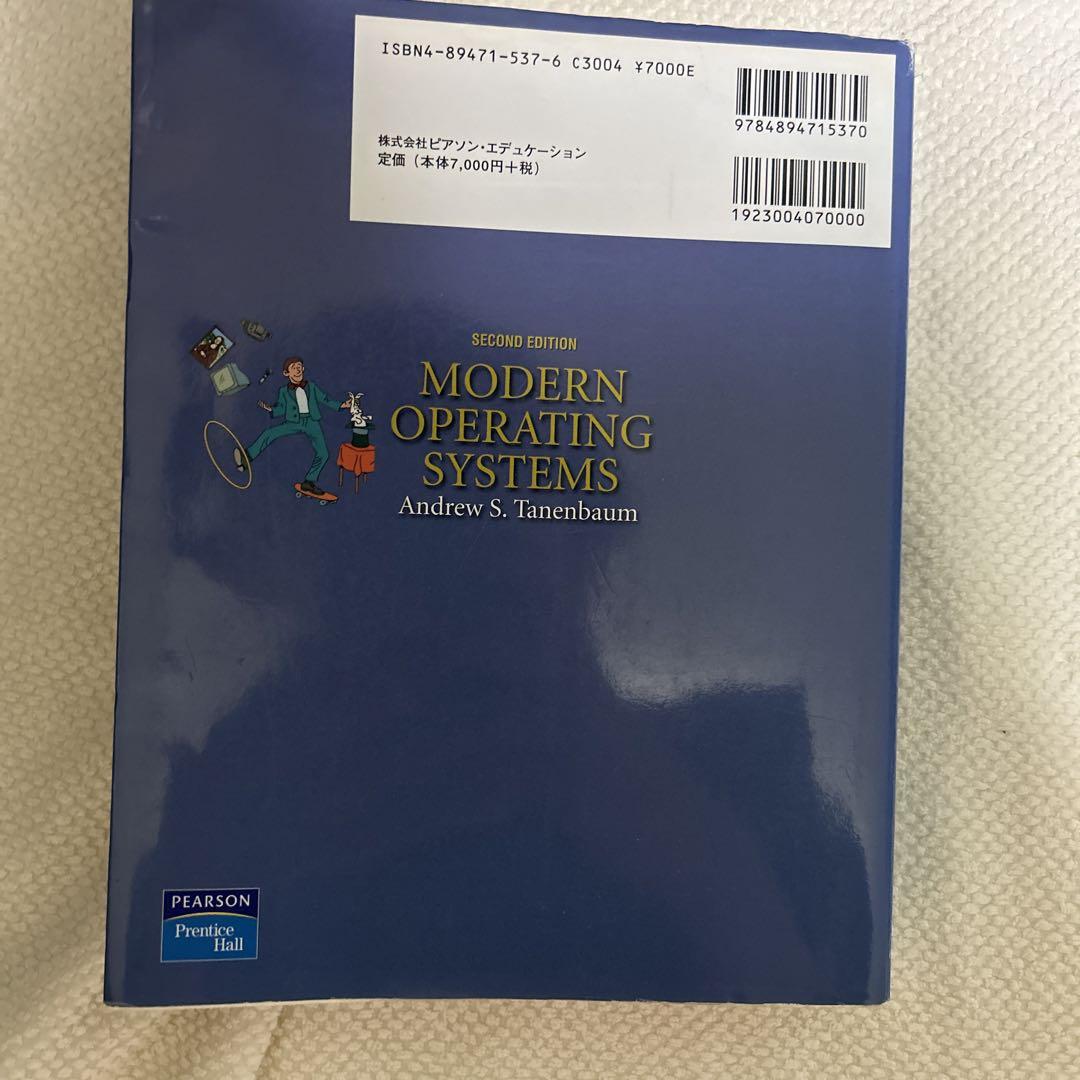 ISBN4-89471-537-6 C3004 ¥7000E
9784894715370
株式会社ピアソン・エデュケーション
定価（本体7,000円＋税）
1923004070000
SECOND EDITION
MODERN
OPERATING
SYSTEMS
Andrew S. Tanenbaum
PEARSON
Prentice
Hall